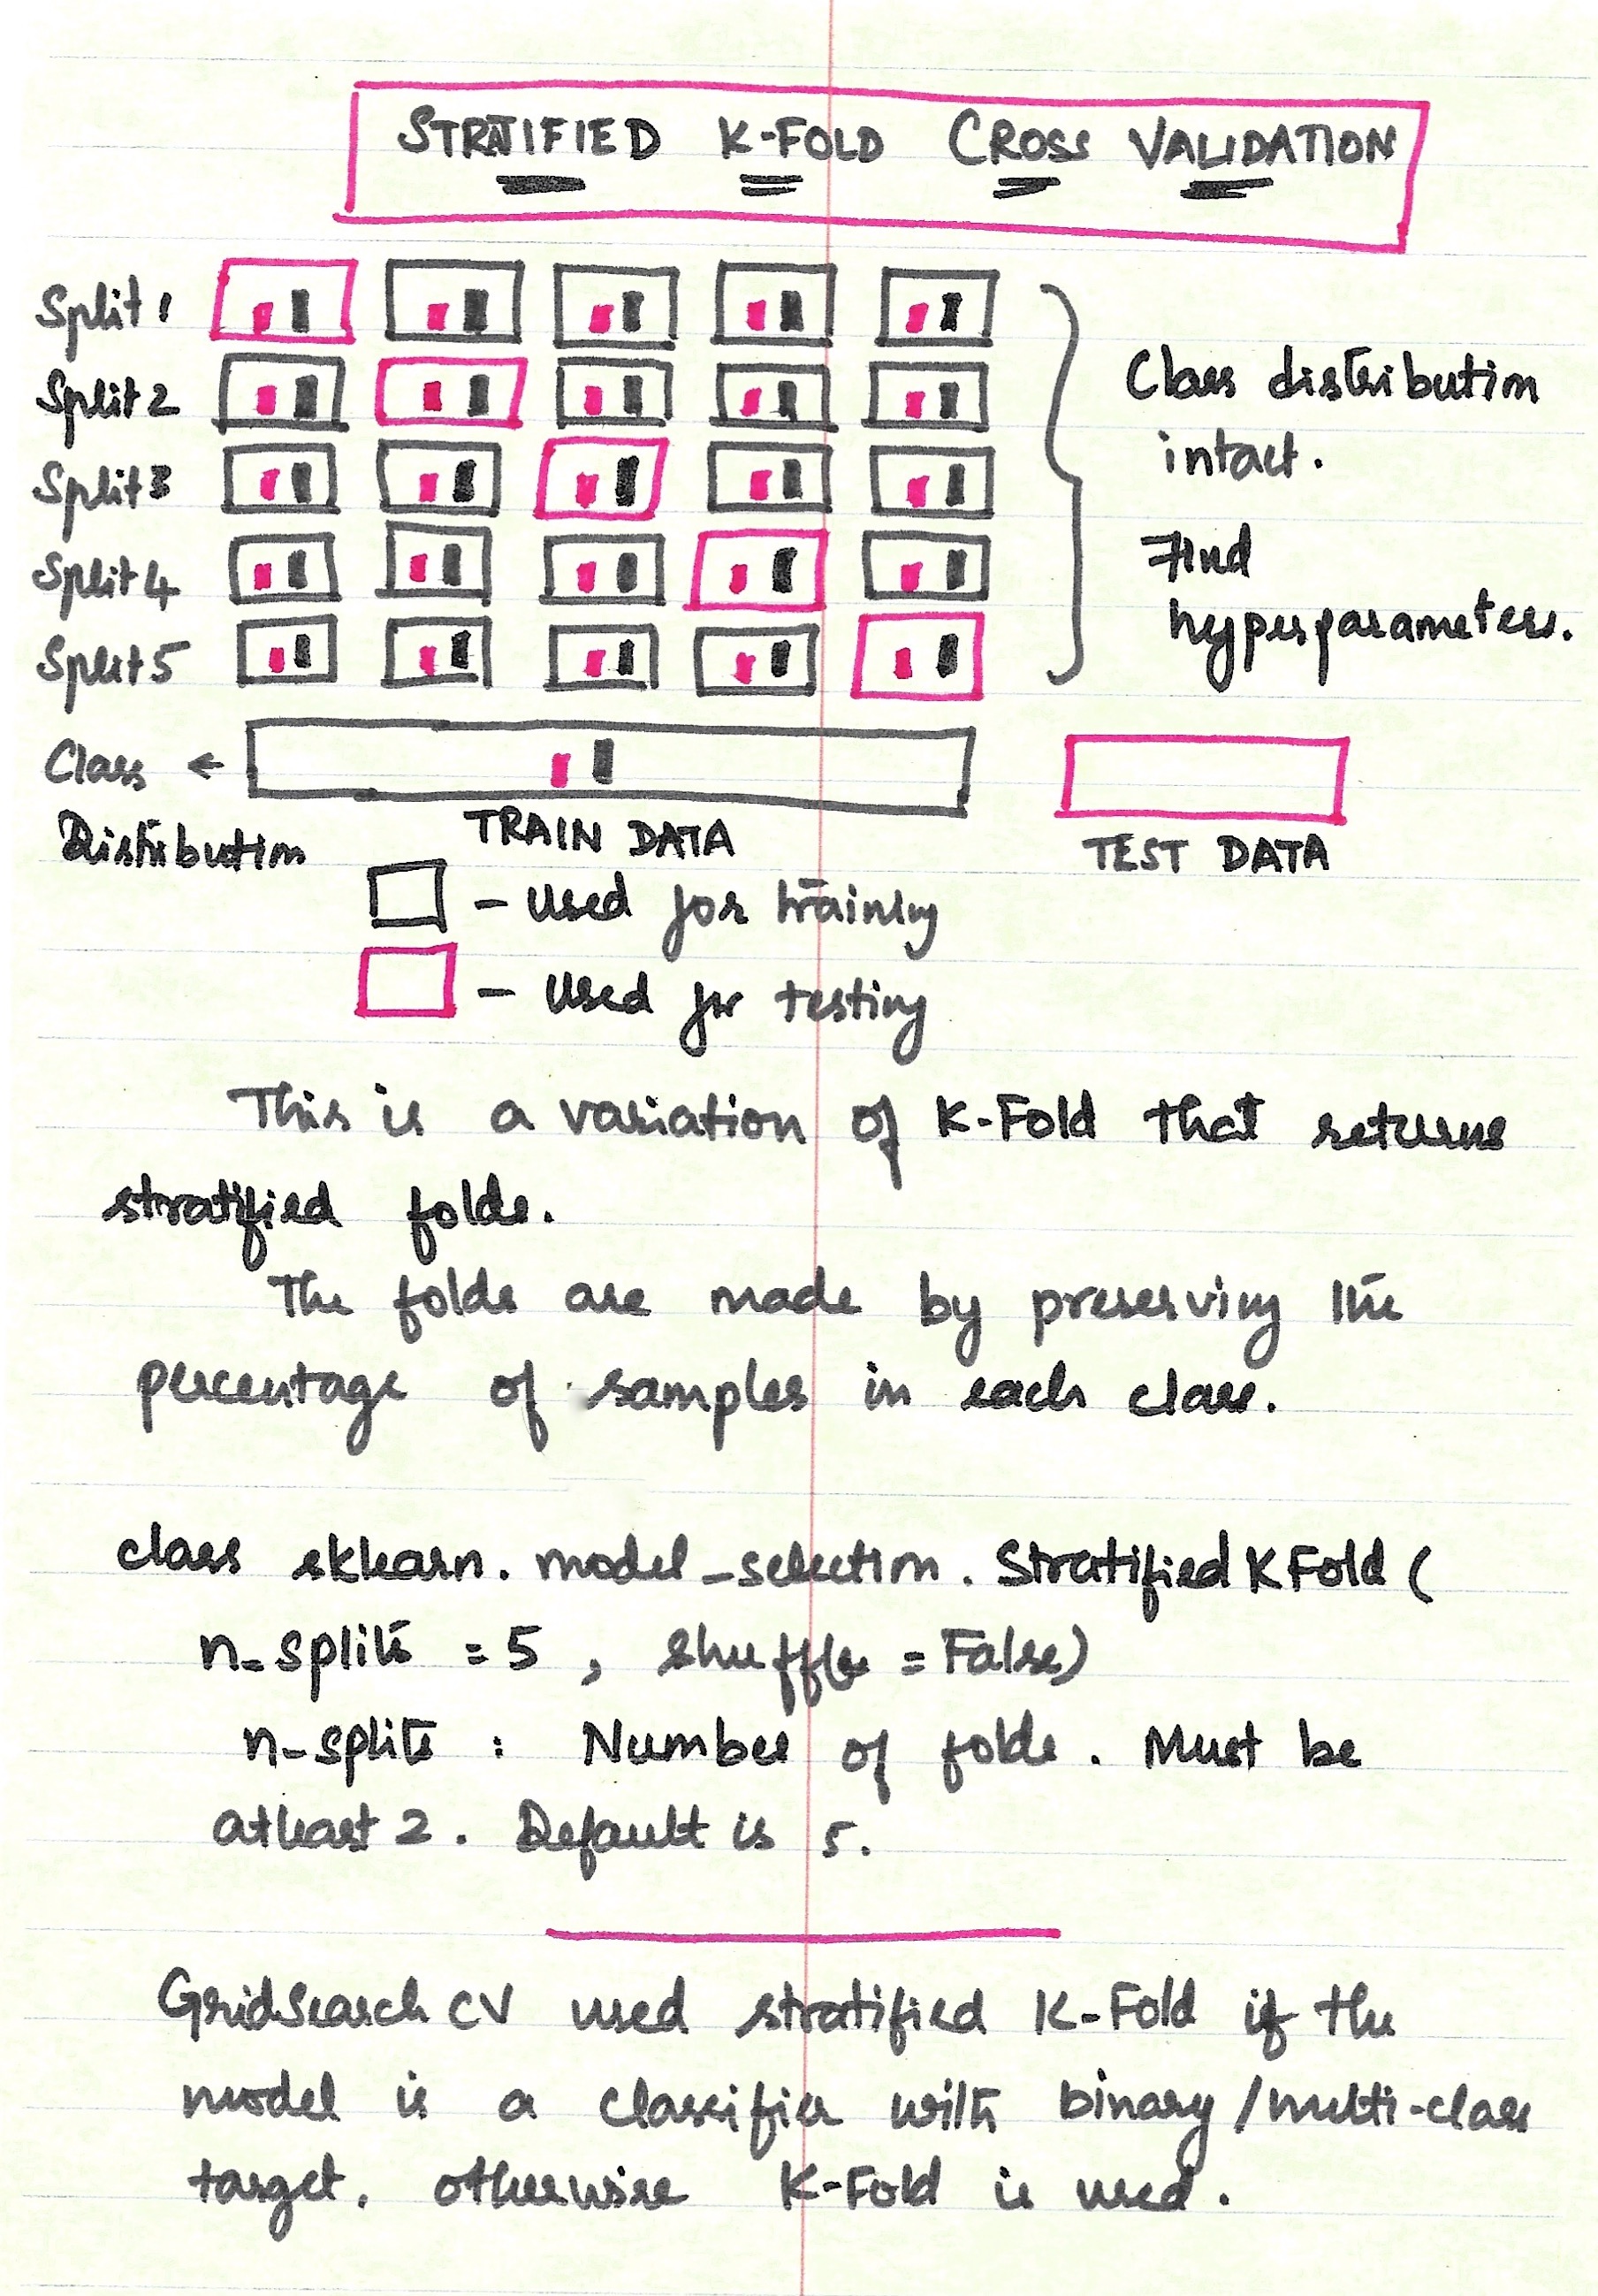 STRATIFIED K-FOLD CROSS VALIDATION
Split 1
Split 2
Split 3
Split 4
Split 5
Class distribution
intact.
Find
hyperparameters.
Class ←
Distribution
TRAIN DATA
TEST DATA
- Used for training
- Used for testing
This is a variation of K-Fold that returns
stratified folds.
The folds are made by preserving the
percentage of samples in each class.
class sklearn. model_selection. StratifiedKFold (
n_splits = 5, shuffle = False)
n-splits : Number of folds. Must be
atleast 2. Default is 5.
GridSearchCV used stratified K-Fold if the
model is a classifier with binary/multi-class
target. otherwise K-Fold is used.